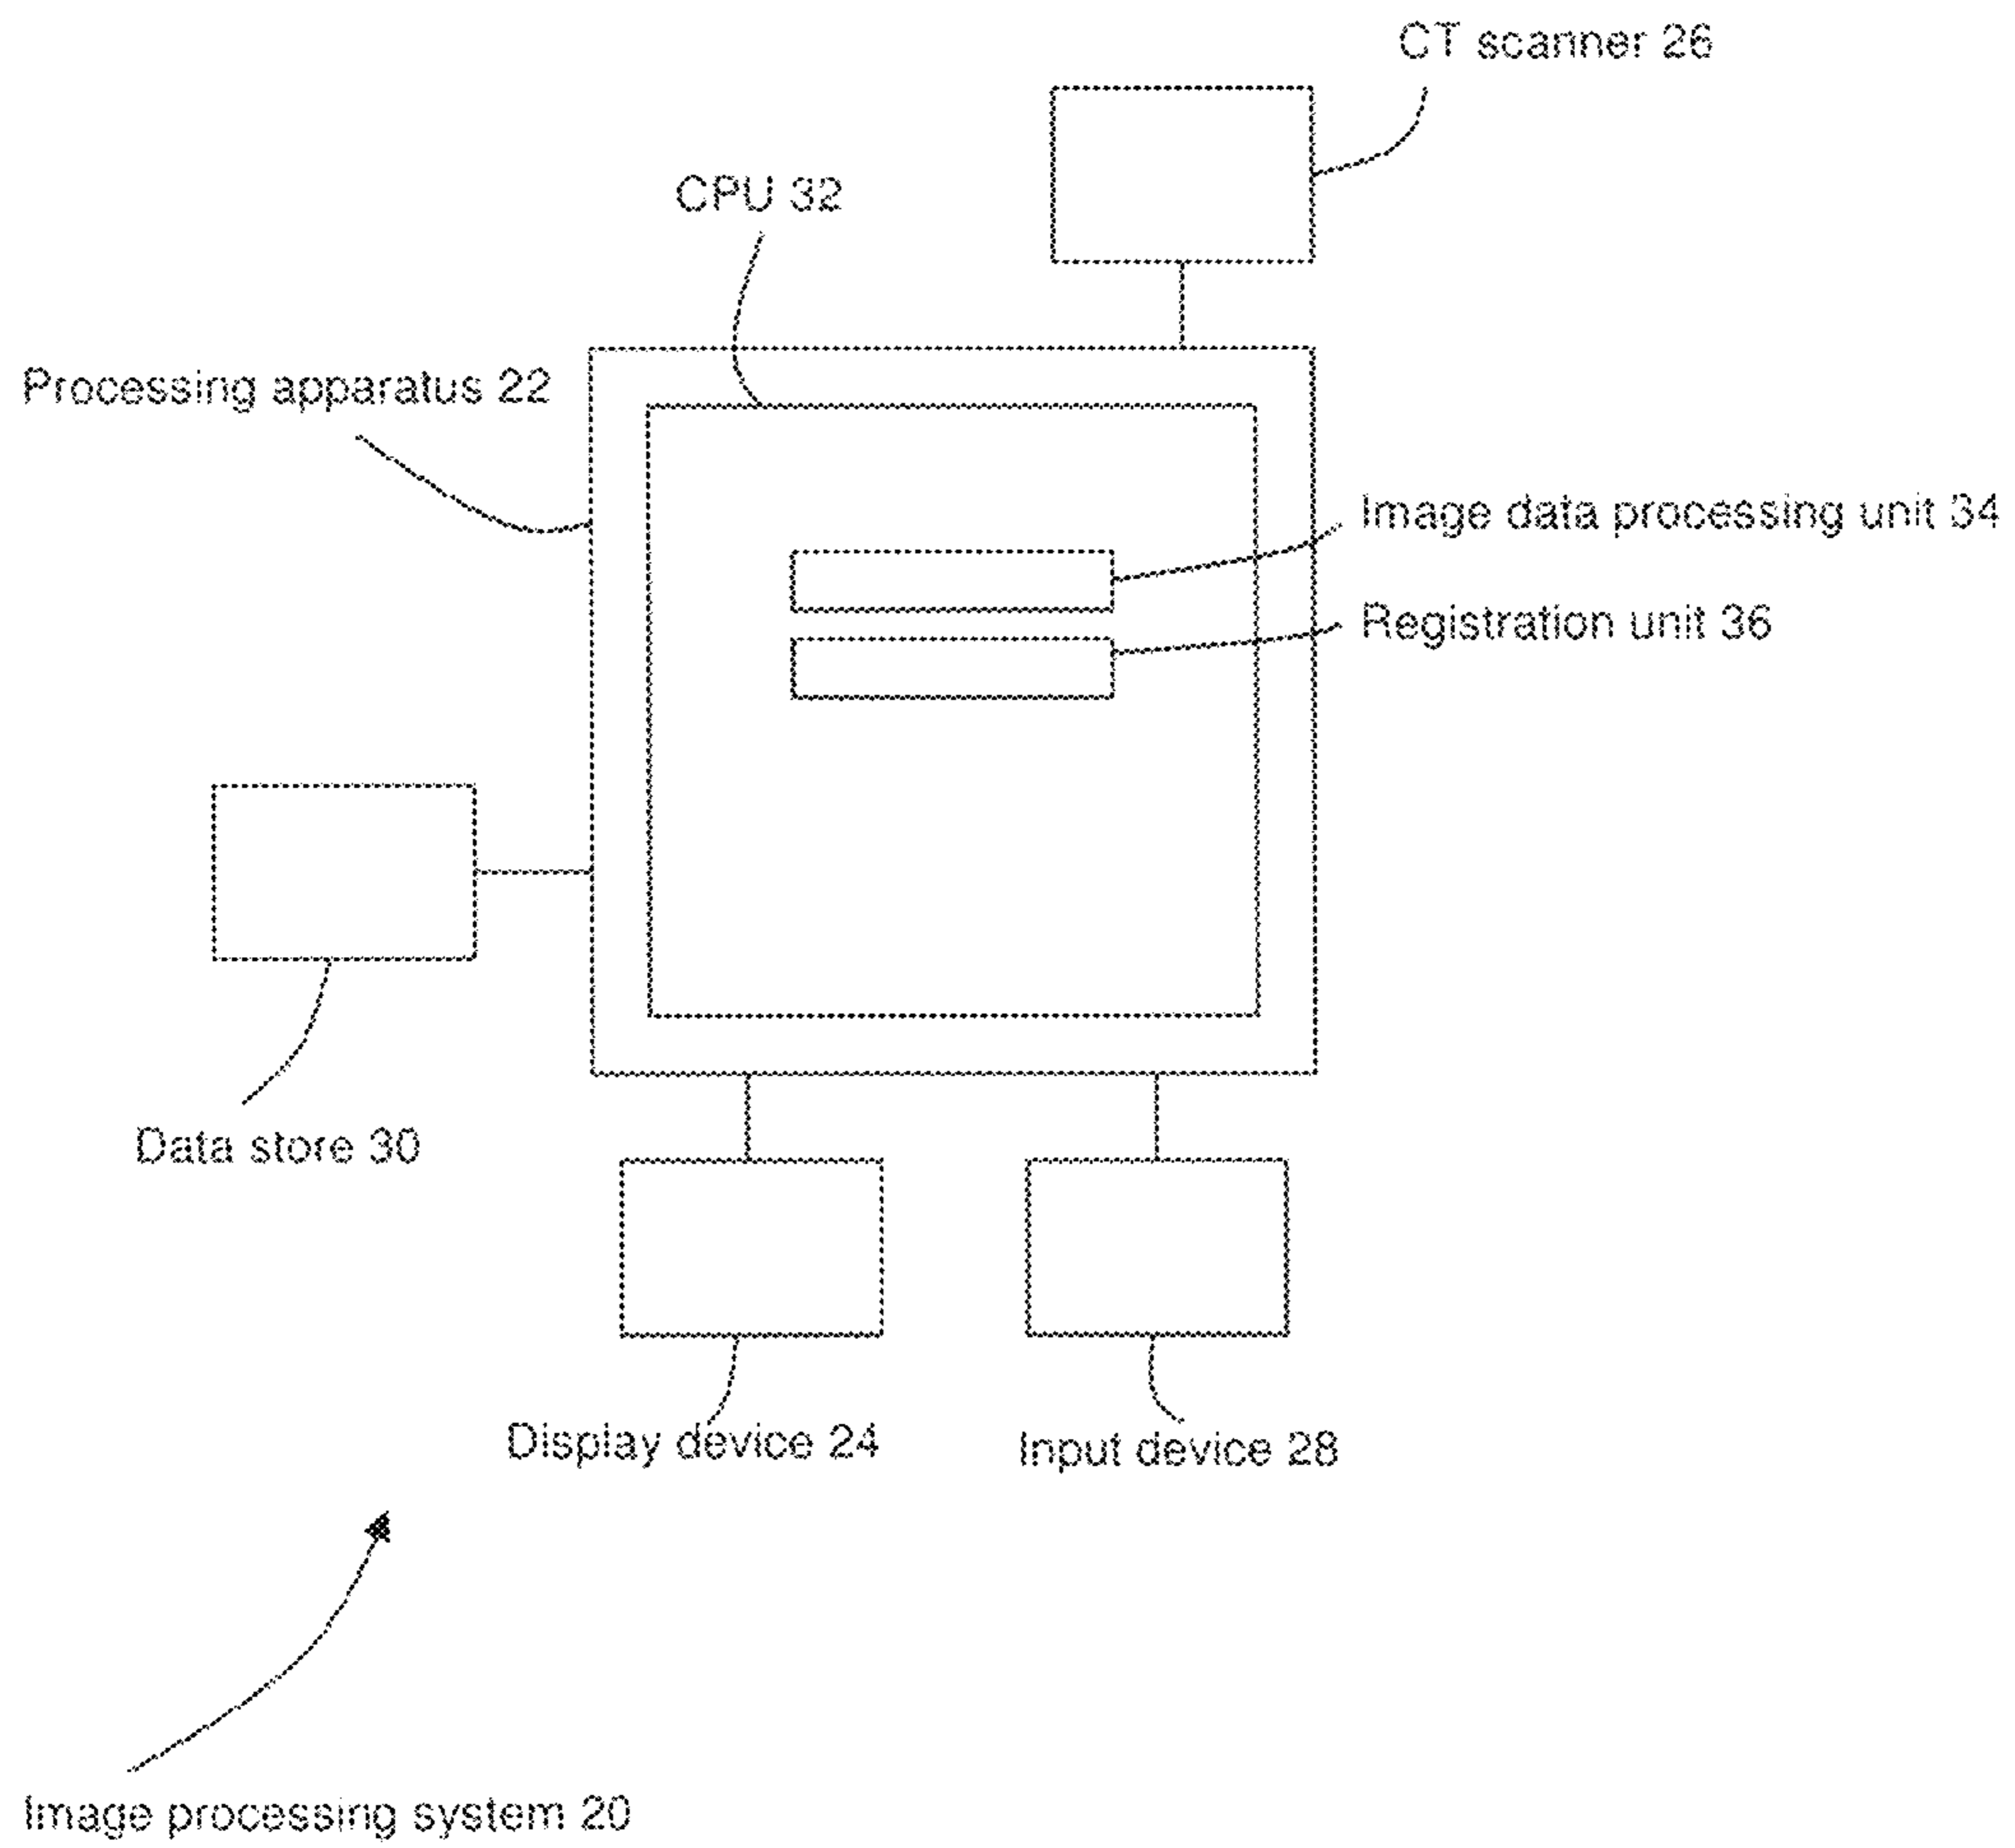 CT scanner 26
CPU 32
Processing apparatus 22
Image data processing unit 34
Registration unit 36
Data store 30
Display device 24
Input device 28
Image processing system 20